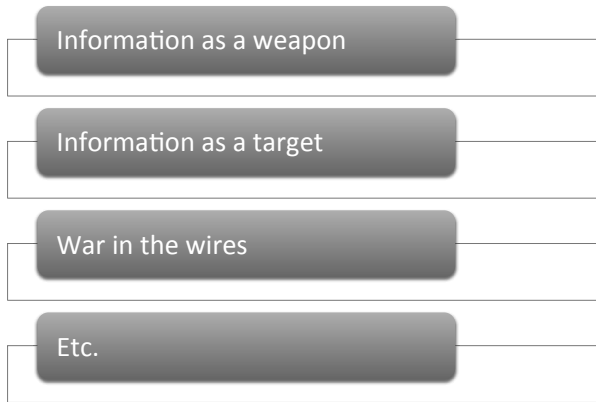 Information as a weapon
Information as a target
War in the wires
Etc.